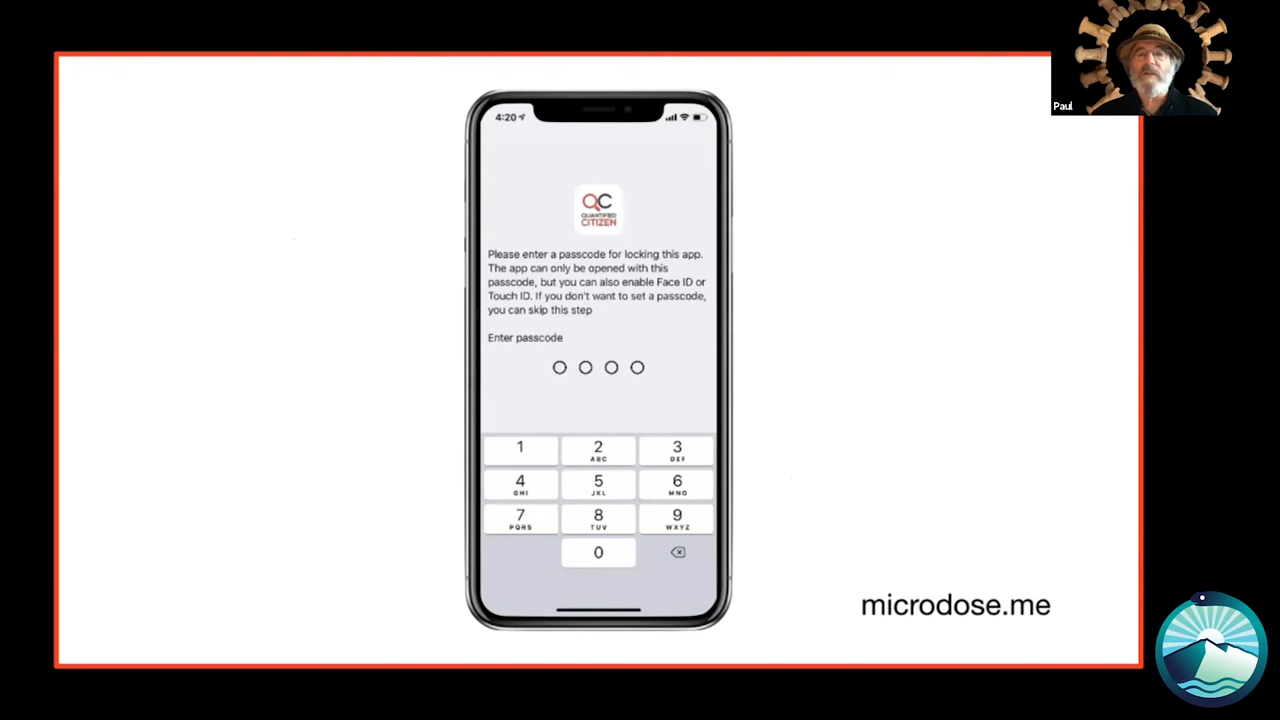 Paul
4:20
QC
QUANTIFIED
CITIZEN
Please enter a passcode for locking this app.
The app can only be opened with this
passcode, but you can also enable Face ID or
Touch ID. If you don't want to set a passcode,
you can skip this step
Enter passcode
1 2 3
ABC DEF
4 5 6
GHI JKL MNO
7 8 9
PQRS TUV WXYZ
0
microdose.me